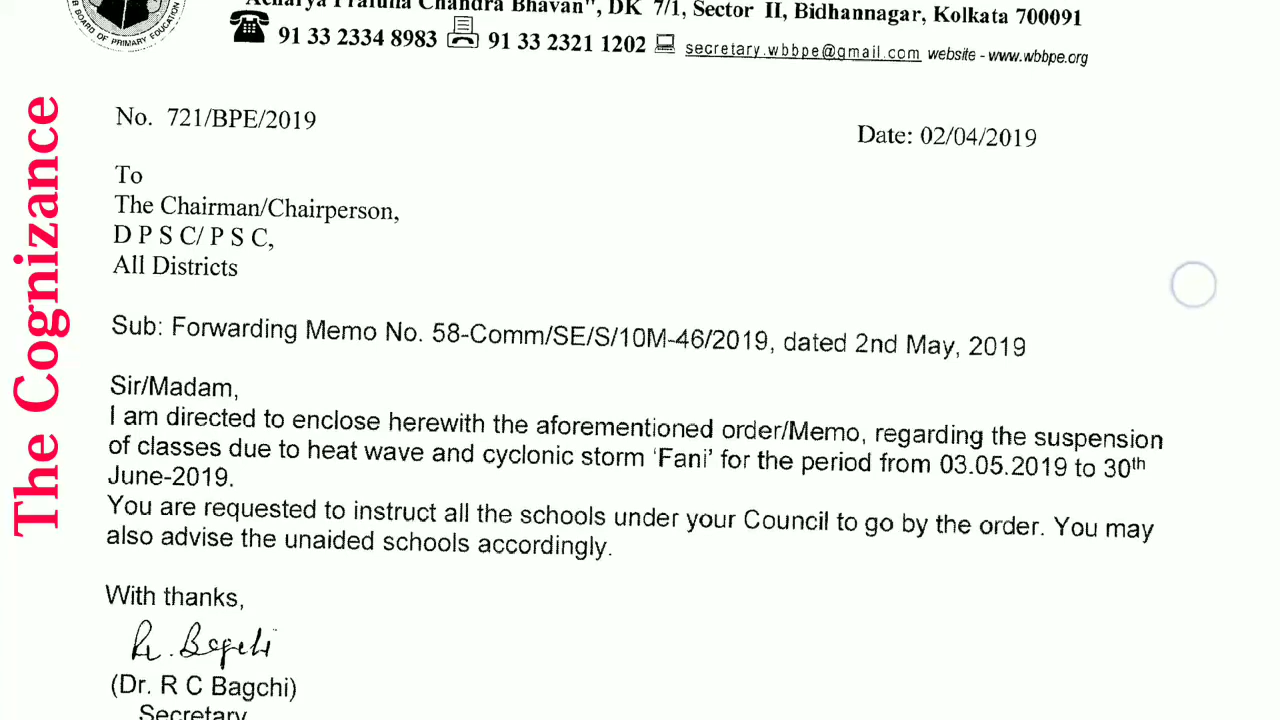 B BOARD OF PRIMARY EDUCATION
Acharya Prafulla Chandra Bhavan", DK 7/1, Sector II, Bidhannagar, Kolkata 700091
91 33 2334 8983 91 33 2321 1202 secretary.wbbpe@gmail.com website - www.wbbpe.org
The Cognizance
No. 721/BPE/2019
Date: 02/04/2019
To
The Chairman/Chairperson,
D P S C/ P S C,
All Districts
Sub: Forwarding Memo No. 58-Comm/SE/S/10M-46/2019, dated 2nd May, 2019
Sir/Madam,
I am directed to enclose herewith the aforementioned order/Memo, regarding the suspension
of classes due to heat wave and cyclonic storm 'Fani' for the period from 03.05.2019 to 30th
June-2019.
You are requested to instruct all the schools under your Council to go by the order. You may
also advise the unaided schools accordingly.
With thanks,
R. Bagchi
(Dr. R C Bagchi)
Secretary